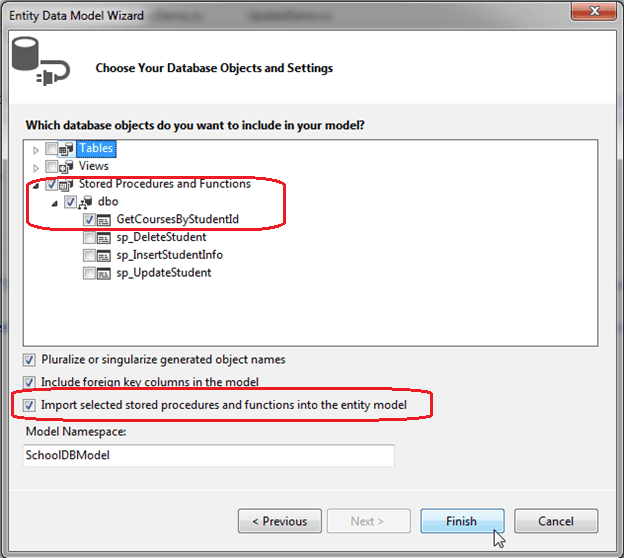 Entity Data Model Wizard
Choose Your Database Objects and Settings
Which database objects do you want to include in your model?
Tables
Views
Stored Procedures and Functions
dbo
GetCoursesByStudentId
sp_DeleteStudent
sp_InsertStudentInfo
sp_UpdateStudent
Pluralize or singularize generated object names
Include foreign key columns in the model
Import selected stored procedures and functions into the entity model
Model Namespace:
SchoolDBModel
< Previous
Next >
Finish
Cancel